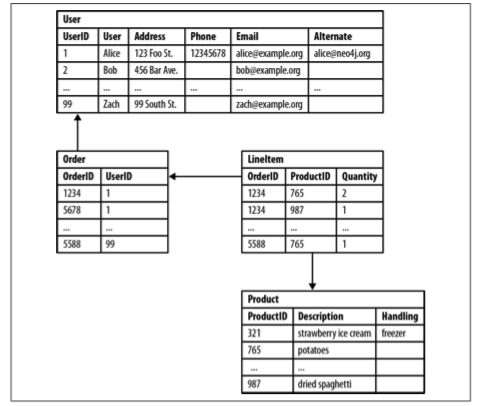 User
UserID User Address Phone Email Alternate
1 Alice 123 Foo St. 12345678 alice@example.org alice@neo4j.org
2 Bob 456 Bar Ave. bob@example.org
... ... ... ... ... ...
99 Zach 99 South St. zach@example.org
Order
OrderID UserID
1234 1
5678 1
... ...
5588 99
LineItem
OrderID ProductID Quantity
1234 765 2
1234 987 1
... ... ...
5588 765 1
Product
ProductID Description Handling
321 strawberry ice cream freezer
765 potatoes
... ...
987 dried spaghetti